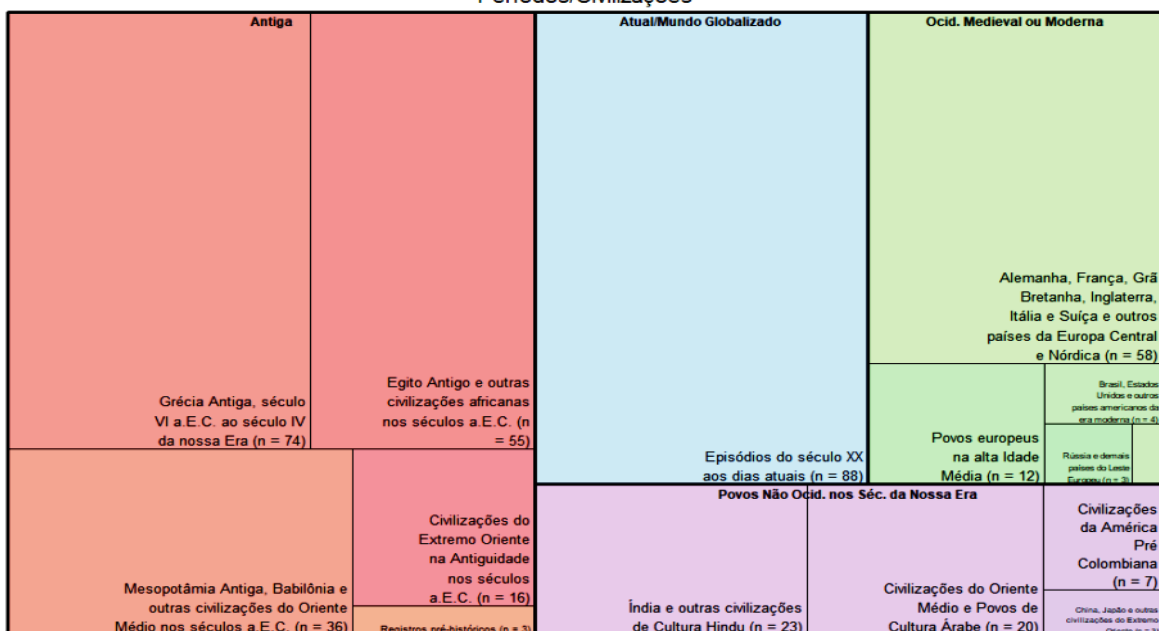 Períodos/Civilizações
Antiga
Grécia Antiga, século
VI a.E.C. ao século IV
da nossa Era (n = 74)
Egito Antigo e outras
civilizações africanas
nos séculos a.E.C. (n
= 55)
Mesopotâmia Antiga, Babilônia e
outras civilizações do Oriente
Médio nos séculos a.E.C. (n = 36)
Civilizações do
Extremo Oriente
na Antiguidade
nos séculos
a.E.C. (n = 16)
Registros pré-históricos (n = 3)
Atual/Mundo Globalizado
Episódios do século XX
aos dias atuais (n = 88)
Ocid. Medieval ou Moderna
Alemanha, França, Grã
Bretanha, Inglaterra,
Itália e Suíça e outros
países da Europa Central
e Nórdica (n = 58)
Povos europeus
na alta Idade
Média (n = 12)
Brasil, Estados
Unidos e outros
países americanos da
era moderna (n = 4)
Rússia e demais
países do Leste
Europeu (n = 3)
Povos Não Ocid. nos Séc. da Nossa Era
Índia e outras civilizações
de Cultura Hindu (n = 23)
Civilizações do Oriente
Médio e Povos de
Cultura Árabe (n = 20)
Civilizações
da América
Pré
Colombiana
(n = 7)
China, Japão e outras
civilizações do Extremo